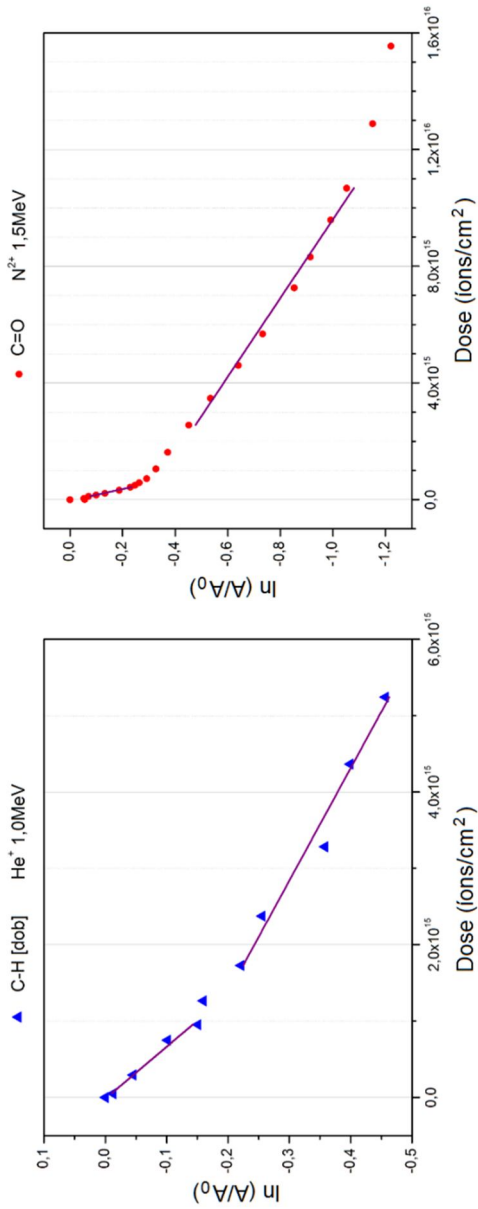 C-H [dob] He⁺ 1,0MeV
0,1
0,0
-0,1
-0,2
-0,3
-0,4
-0,5
ln (A/A₀)
0,0
2,0x10¹⁵
4,0x10¹⁵
6,0x10¹⁵
Dose (íons/cm²)
C=O N²⁺ 1,5MeV
0,0
-0,2
-0,4
-0,6
-0,8
-1,0
-1,2
ln (A/A₀)
0,0
4,0x10¹⁵
8,0x10¹⁵
1,2x10¹⁶
1,6x10¹⁶
Dose (íons/cm²)